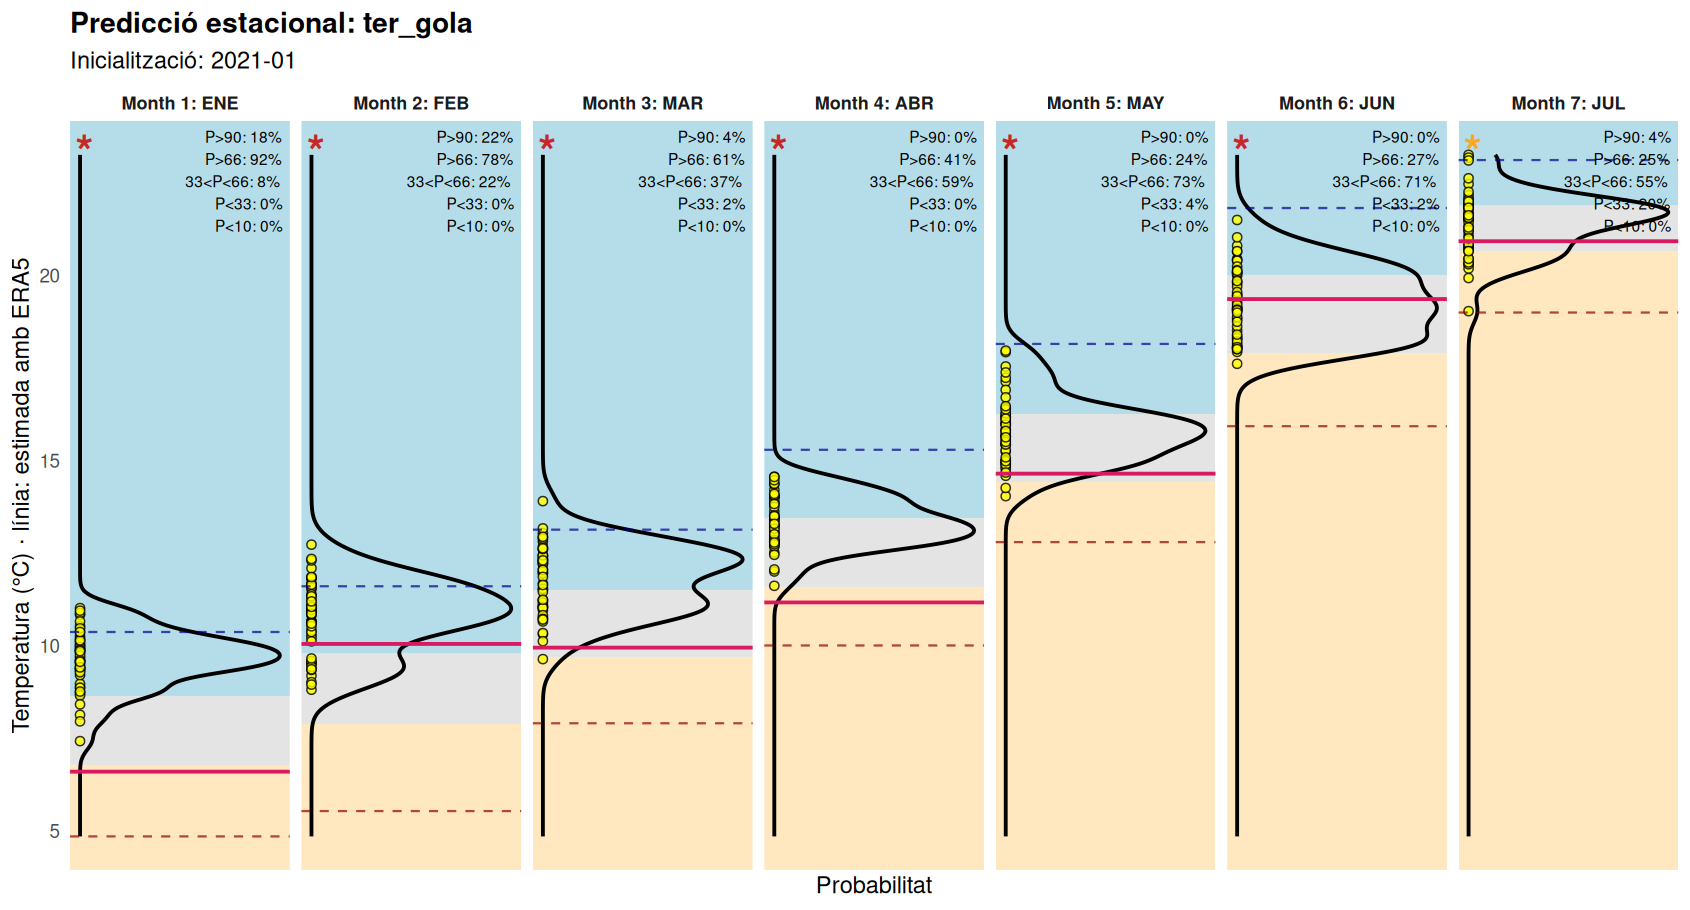 Predicció estacional: ter_gola
Inicialització: 2021-01
Month 1: ENE
Month 2: FEB
Month 3: MAR
Month 4: ABR
Month 5: MAY
Month 6: JUN
Month 7: JUL
*
P>90: 18%
P>66: 92%
33<P<66: 8%
P<33: 0%
P<10: 0%
*
P>90: 22%
P>66: 78%
33<P<66: 22%
P<33: 0%
P<10: 0%
*
P>90: 4%
P>66: 61%
33<P<66: 37%
P<33: 2%
P<10: 0%
*
P>90: 0%
P>66: 41%
33<P<66: 59%
P<33: 0%
P<10: 0%
*
P>90: 0%
P>66: 24%
33<P<66: 73%
P<33: 4%
P<10: 0%
*
P>90: 0%
P>66: 27%
33<P<66: 71%
P<33: 2%
P<10: 0%
*
P>90: 4%
P>66: 25%
33<P<66: 55%
P<33: 20%
P<10: 0%
20
15
10
5
Temperatura (°C) · línia: estimada amb ERA5
Probabilitat